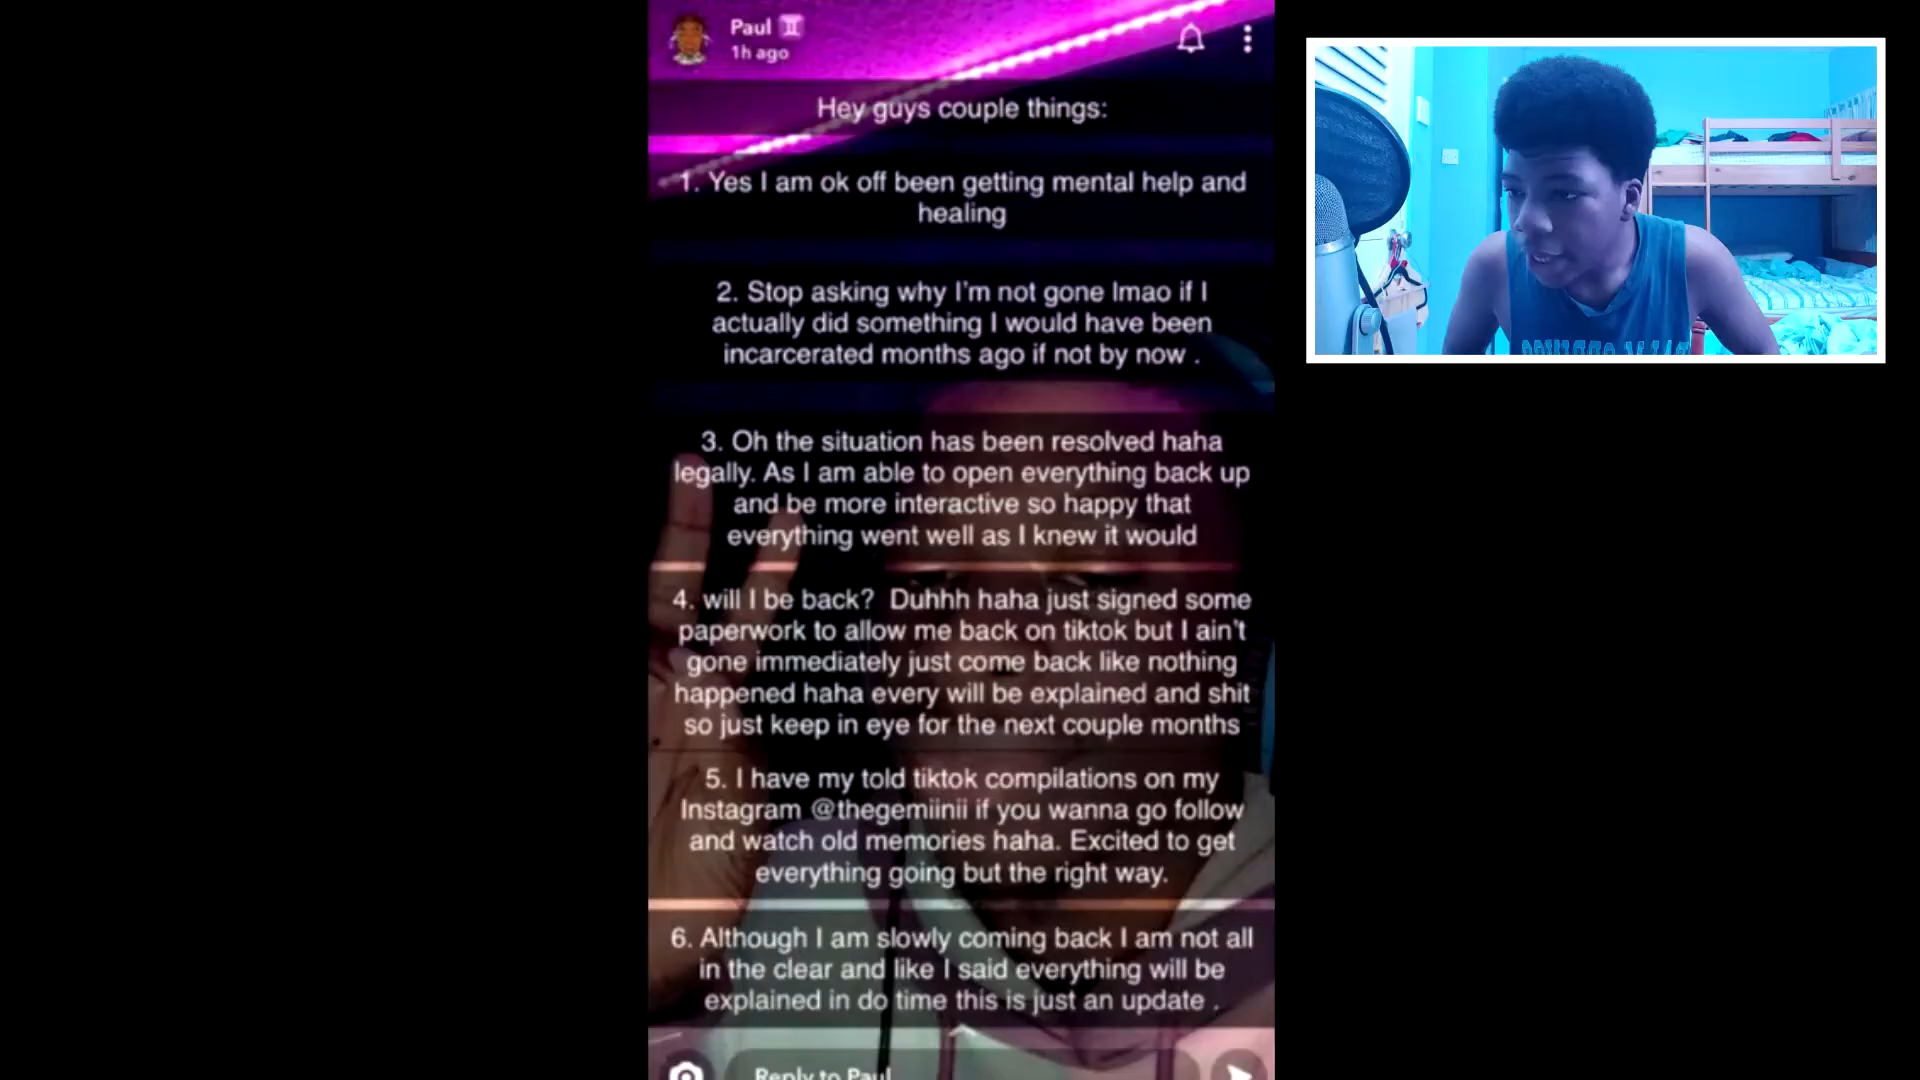 Paul ♊
1h ago
Hey guys couple things:
1. Yes I am ok off been getting mental help and
healing
2. Stop asking why I'm not gone lmao if I
actually did something I would have been
incarcerated months ago if not by now .
3. Oh the situation has been resolved haha
legally. As I am able to open everything back up
and be more interactive so happy that
everything went well as I knew it would
4. will I be back?  Duhhh haha just signed some
paperwork to allow me back on tiktok but I ain't
gone immediately just come back like nothing
happened haha every will be explained and shit
so just keep in eye for the next couple months
5. I have my told tiktok compilations on my
Instagram @thegemiinii if you wanna go follow
and watch old memories haha. Excited to get
everything going but the right way.
6. Although I am slowly coming back I am not all
in the clear and like I said everything will be
explained in do time this is just an update .
Reply to Paul